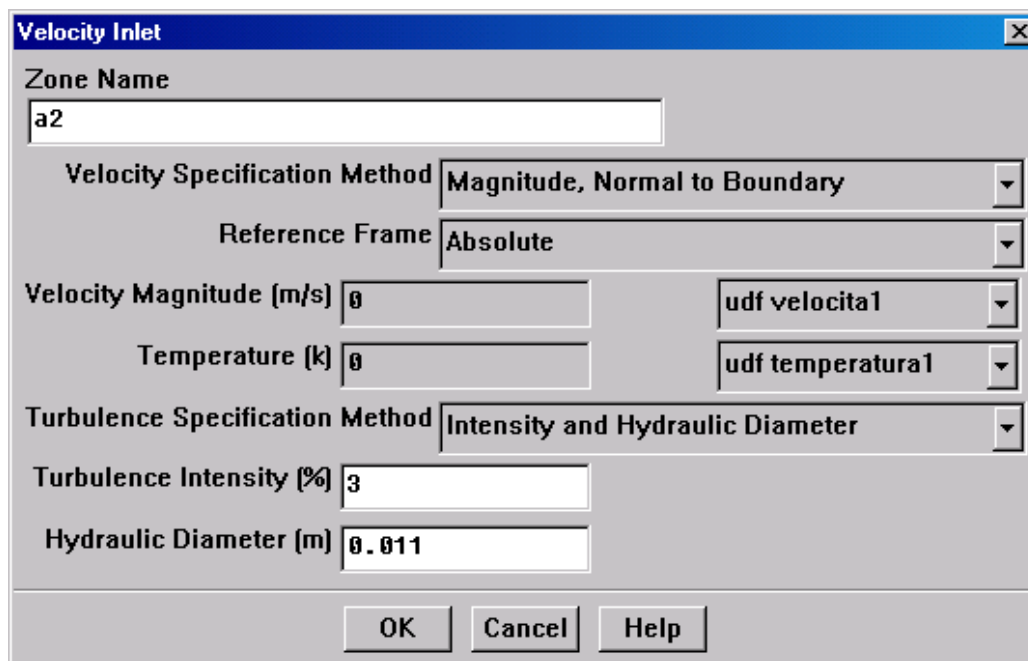 Velocity Inlet
Zone Name
a2
Velocity Specification Method Magnitude, Normal to Boundary
Reference Frame Absolute
Velocity Magnitude (m/s) 0 udf velocita1
Temperature (k) 0 udf temperatura1
Turbulence Specification Method Intensity and Hydraulic Diameter
Turbulence Intensity (%) 3
Hydraulic Diameter (m) 0.011
OK Cancel Help